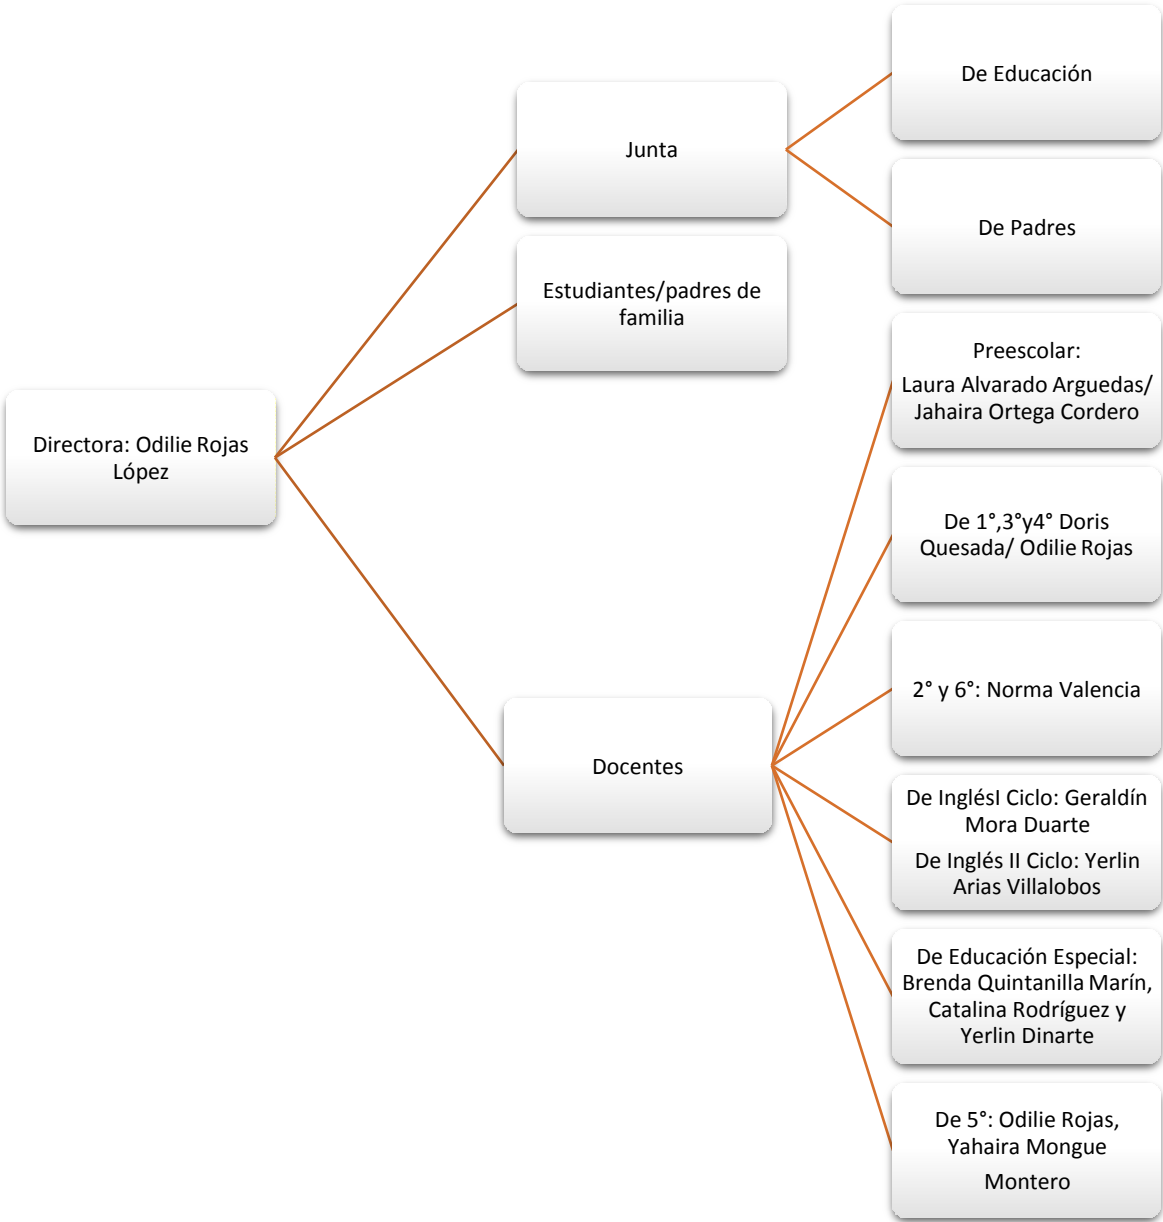 Directora: Odilie Rojas
López
Junta
De Educación
De Padres
Estudiantes/padres de
familia
Docentes
Preescolar:
Laura Alvarado Arguedas/
Jahaira Ortega Cordero
De 1°,3°y4° Doris
Quesada/ Odilie Rojas
2° y 6°: Norma Valencia
De InglésI Ciclo: Geraldín
Mora Duarte
De Inglés II Ciclo: Yerlin
Arias Villalobos
De Educación Especial:
Brenda Quintanilla Marín,
Catalina Rodríguez y
Yerlin Dinarte
De 5°: Odilie Rojas,
Yahaira Mongue
Montero